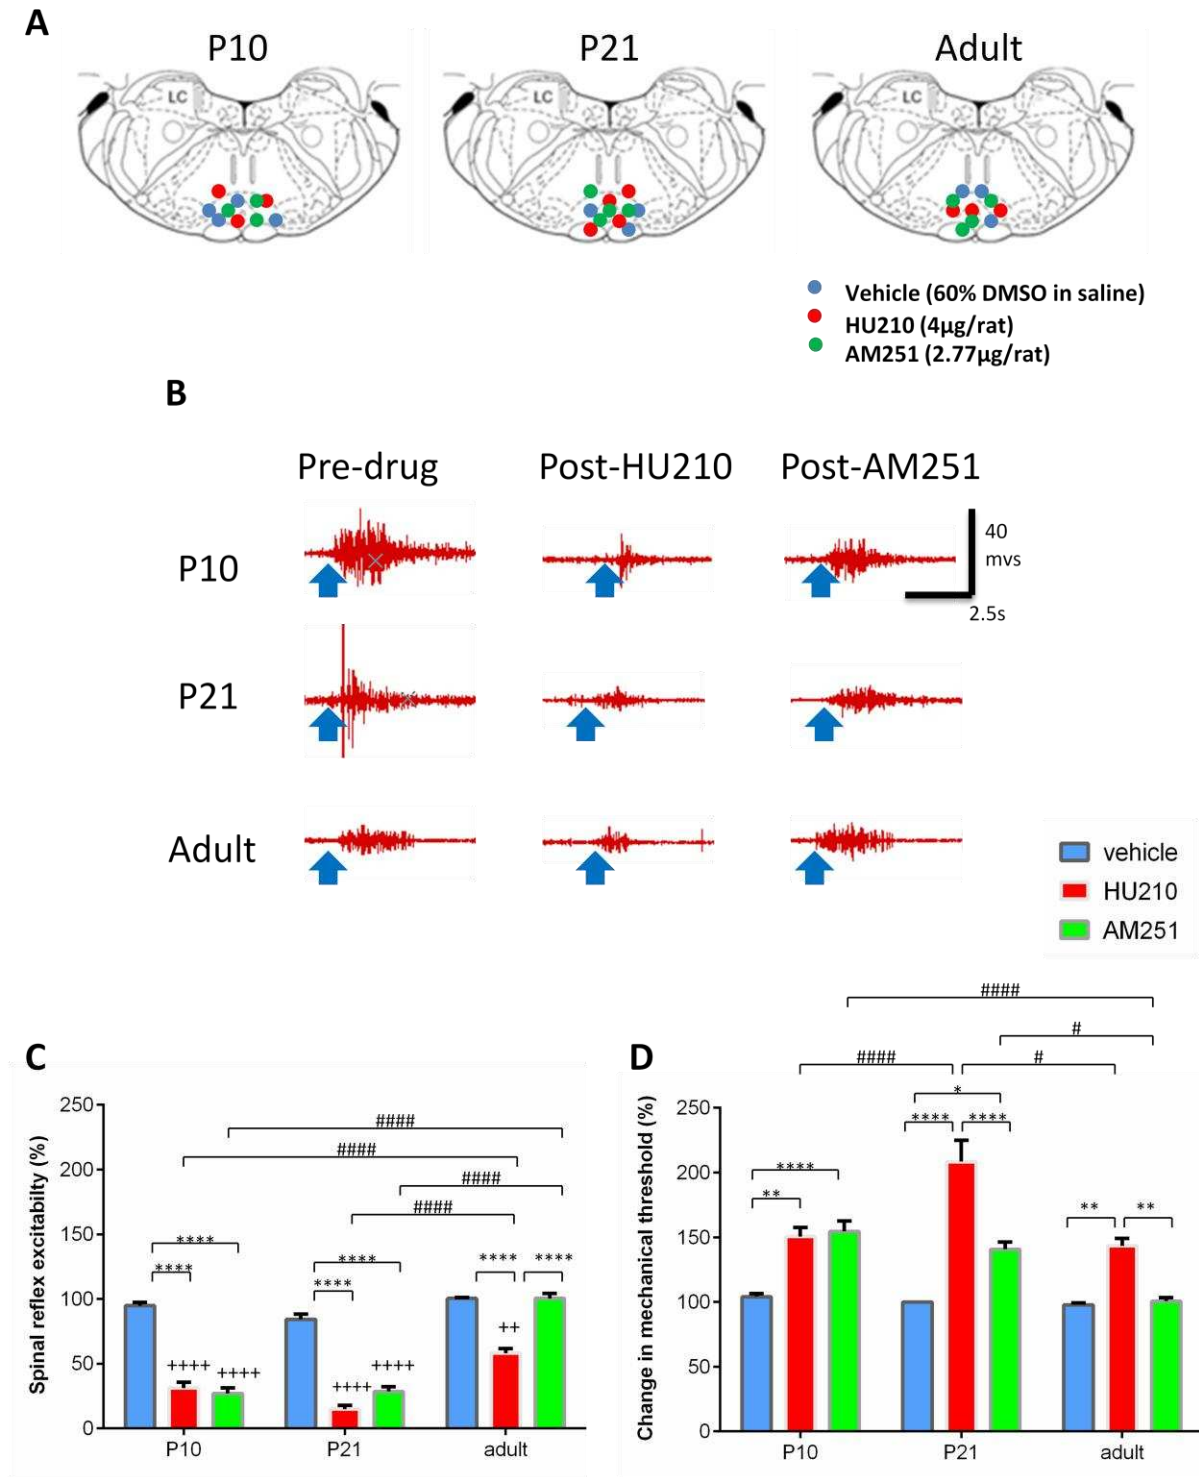 A
P10
P21
Adult
LC
LC
LC
Vehicle (60% DMSO in saline)
HU210 (4µg/rat)
AM251 (2.77µg/rat)
B
Pre-drug
Post-HU210
Post-AM251
P10
40
mvs
2.5s
P21
Adult
vehicle
HU210
AM251
C
Spinal reflex excitabilty (%)
250
200
150
100
50
0
####
####
####
####
****
****
****
****
****
****
++++
++++
++++
++++
++
P10
P21
adult
D
Change in mechanical threshold (%)
250
200
150
100
50
0
####
#
####
#
*
****
****
****
**
**
**
P10
P21
adult